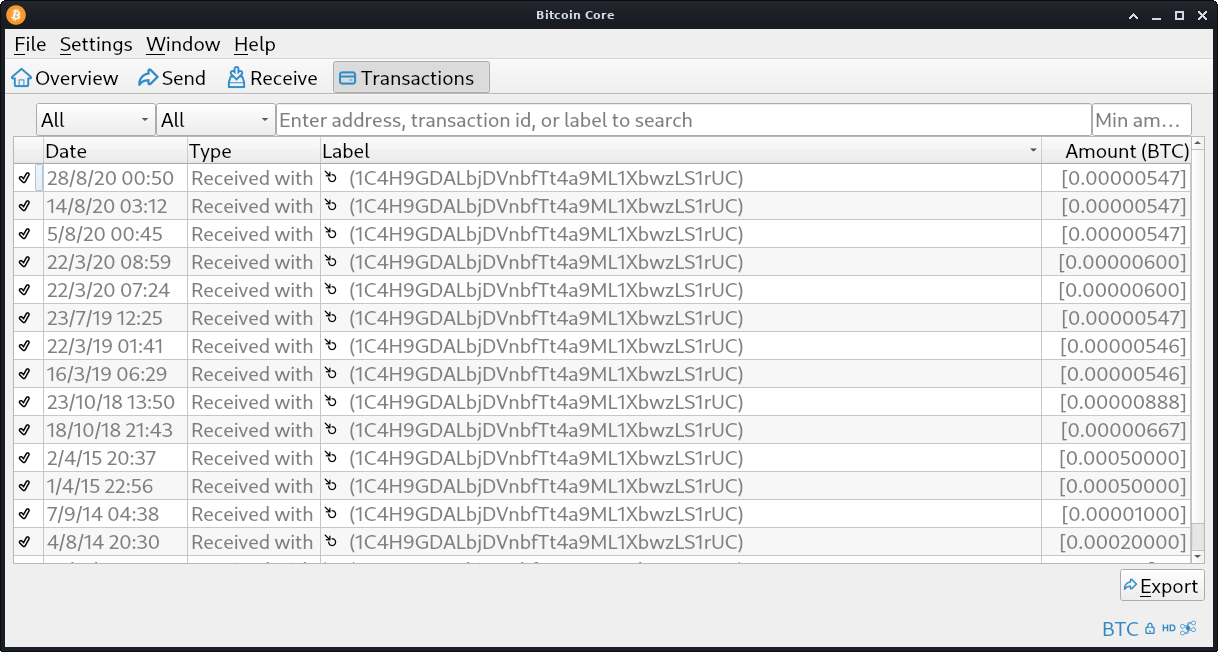 Bitcoin Core
File Settings Window Help
Overview Send Receive Transactions
All All Enter address, transaction id, or label to search Min am...
Date Type Label Amount (BTC)
28/8/20 00:50 Received with (1C4H9GDALbjDVnbfTt4a9ML1XbwzLS1rUC) [0.00000547]
14/8/20 03:12 Received with (1C4H9GDALbjDVnbfTt4a9ML1XbwzLS1rUC) [0.00000547]
5/8/20 00:45 Received with (1C4H9GDALbjDVnbfTt4a9ML1XbwzLS1rUC) [0.00000547]
22/3/20 08:59 Received with (1C4H9GDALbjDVnbfTt4a9ML1XbwzLS1rUC) [0.00000600]
22/3/20 07:24 Received with (1C4H9GDALbjDVnbfTt4a9ML1XbwzLS1rUC) [0.00000600]
23/7/19 12:25 Received with (1C4H9GDALbjDVnbfTt4a9ML1XbwzLS1rUC) [0.00000547]
22/3/19 01:41 Received with (1C4H9GDALbjDVnbfTt4a9ML1XbwzLS1rUC) [0.00000546]
16/3/19 06:29 Received with (1C4H9GDALbjDVnbfTt4a9ML1XbwzLS1rUC) [0.00000546]
23/10/18 13:50 Received with (1C4H9GDALbjDVnbfTt4a9ML1XbwzLS1rUC) [0.00000888]
18/10/18 21:43 Received with (1C4H9GDALbjDVnbfTt4a9ML1XbwzLS1rUC) [0.00000667]
2/4/15 20:37 Received with (1C4H9GDALbjDVnbfTt4a9ML1XbwzLS1rUC) [0.00050000]
1/4/15 22:56 Received with (1C4H9GDALbjDVnbfTt4a9ML1XbwzLS1rUC) [0.00050000]
7/9/14 04:38 Received with (1C4H9GDALbjDVnbfTt4a9ML1XbwzLS1rUC) [0.00001000]
4/8/14 20:30 Received with (1C4H9GDALbjDVnbfTt4a9ML1XbwzLS1rUC) [0.00020000]
Export
BTC HD